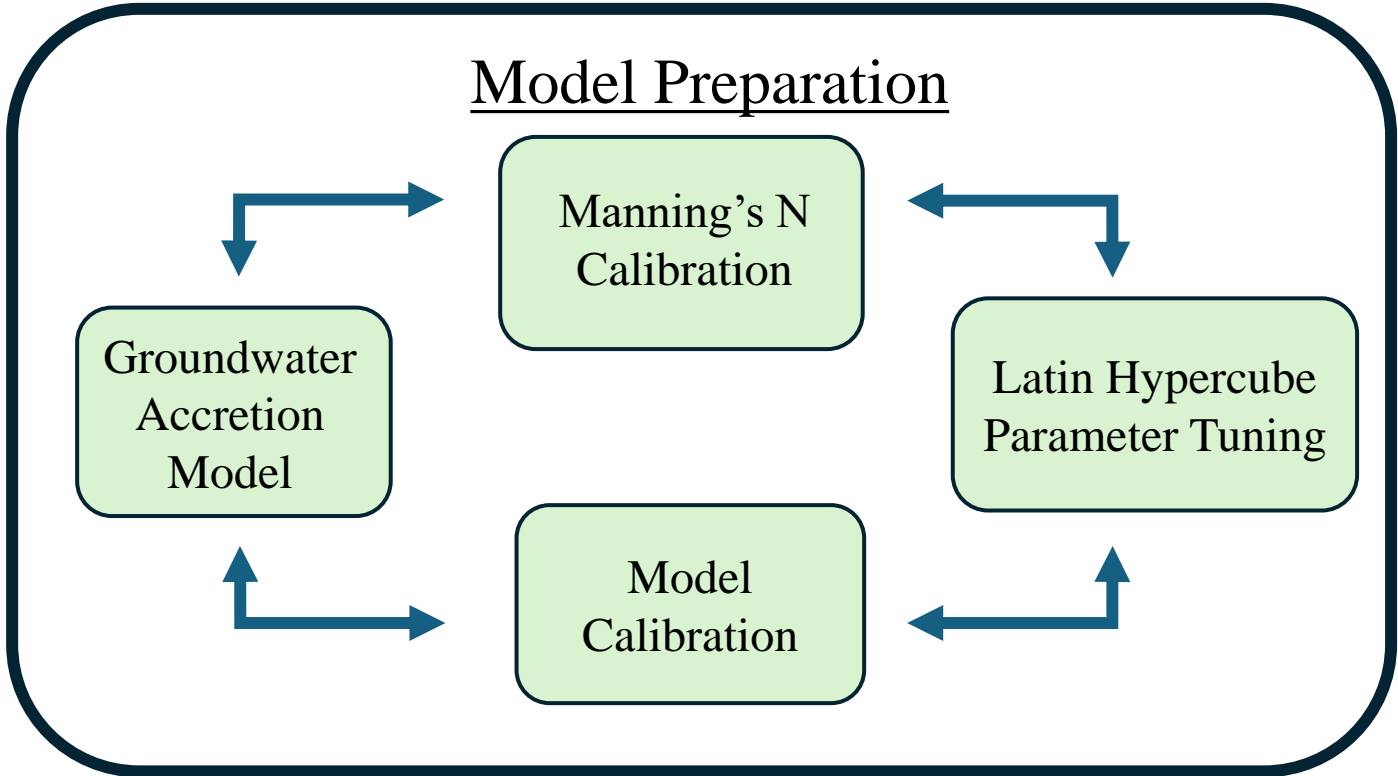 Model Preparation
Manning’s N
Calibration
Groundwater
Accretion
Model
Latin Hypercube
Parameter Tuning
Model
Calibration